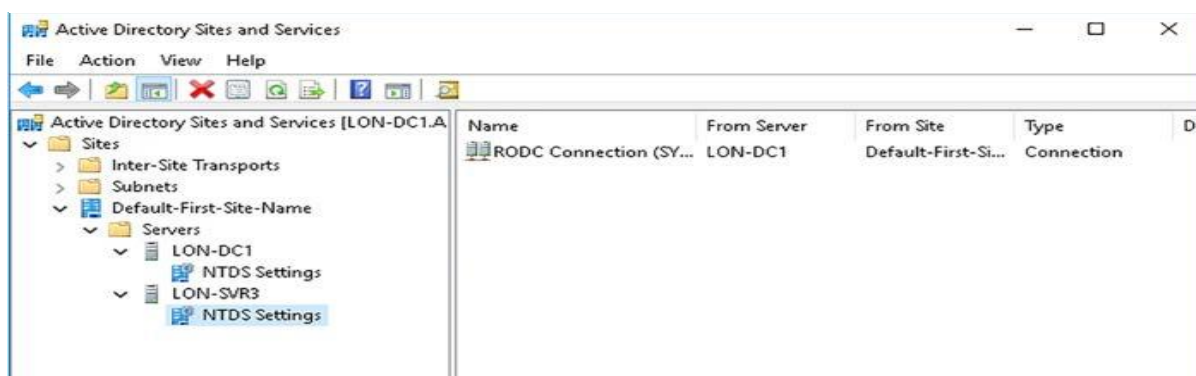 Active Directory Sites and Services
File Action View Help
Active Directory Sites and Services [LON-DC1.A
Sites
Inter-Site Transports
Subnets
Default-First-Site-Name
Servers
LON-DC1
NTDS Settings
LON-SVR3
NTDS Settings
Name From Server From Site Type D
RODC Connection (SY... LON-DC1 Default-First-Si... Connection